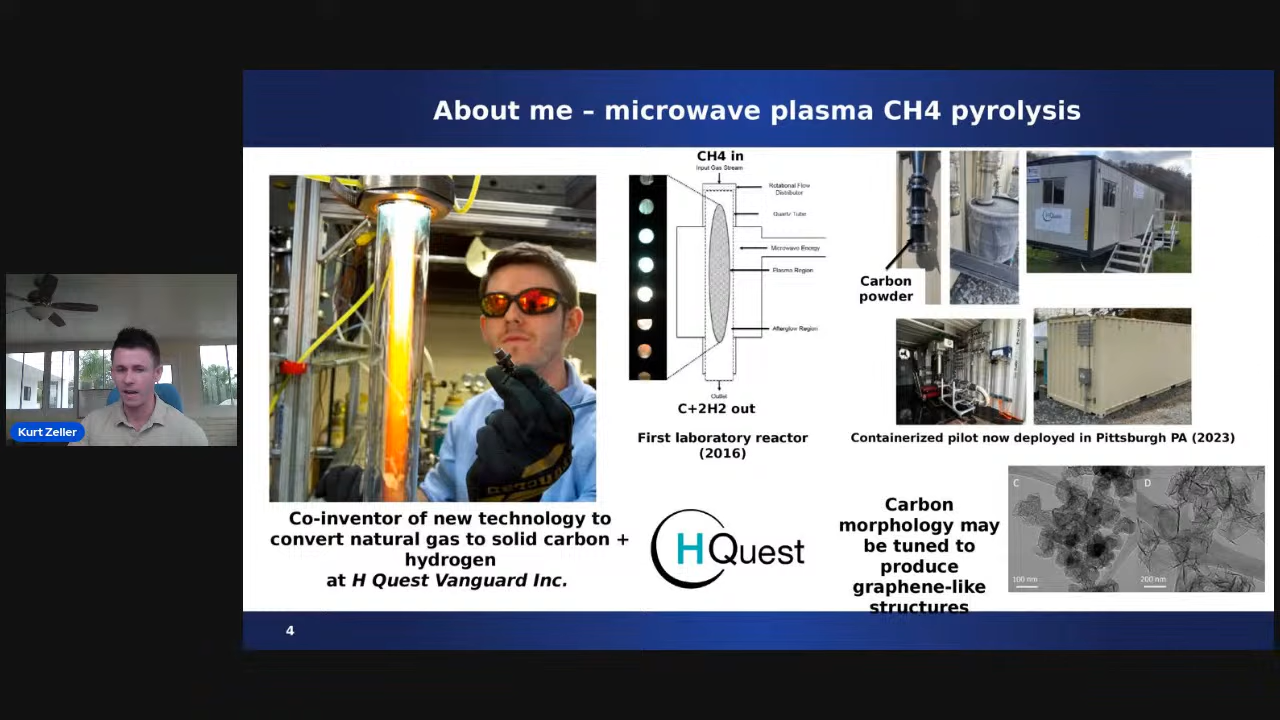 About me – microwave plasma CH4 pyrolysis
CH4 in
Input Gas Stream
Rotational Flow
Distributor
Quartz Tube
Microwave Energy
Plasma Region
Afterglow Region
Outlet
C+2H2 out
First laboratory reactor
(2016)
Carbon
powder
HQuest
Containerized pilot now deployed in Pittsburgh PA (2023)
Kurt Zeller
Co-inventor of new technology to
convert natural gas to solid carbon +
hydrogen
at H Quest Vanguard Inc.
HQuest
Carbon
morphology may
be tuned to
produce
graphene-like
structures
C
D
100 nm
200 nm
4